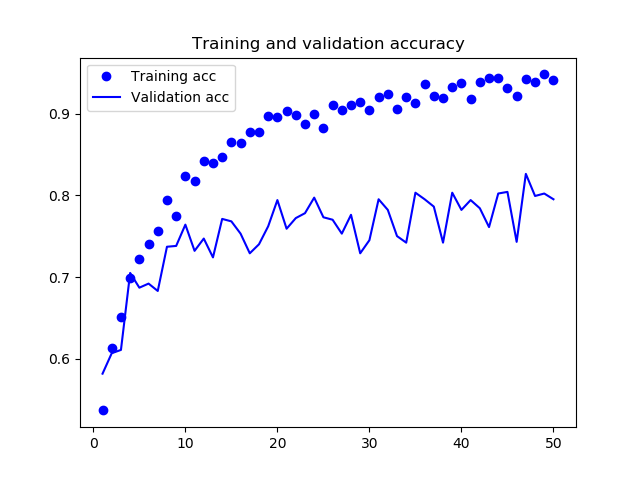 Training and validation accuracy
Training acc
Validation acc
0.9
0.8
0.7
0.6
0 10 20 30 40 50